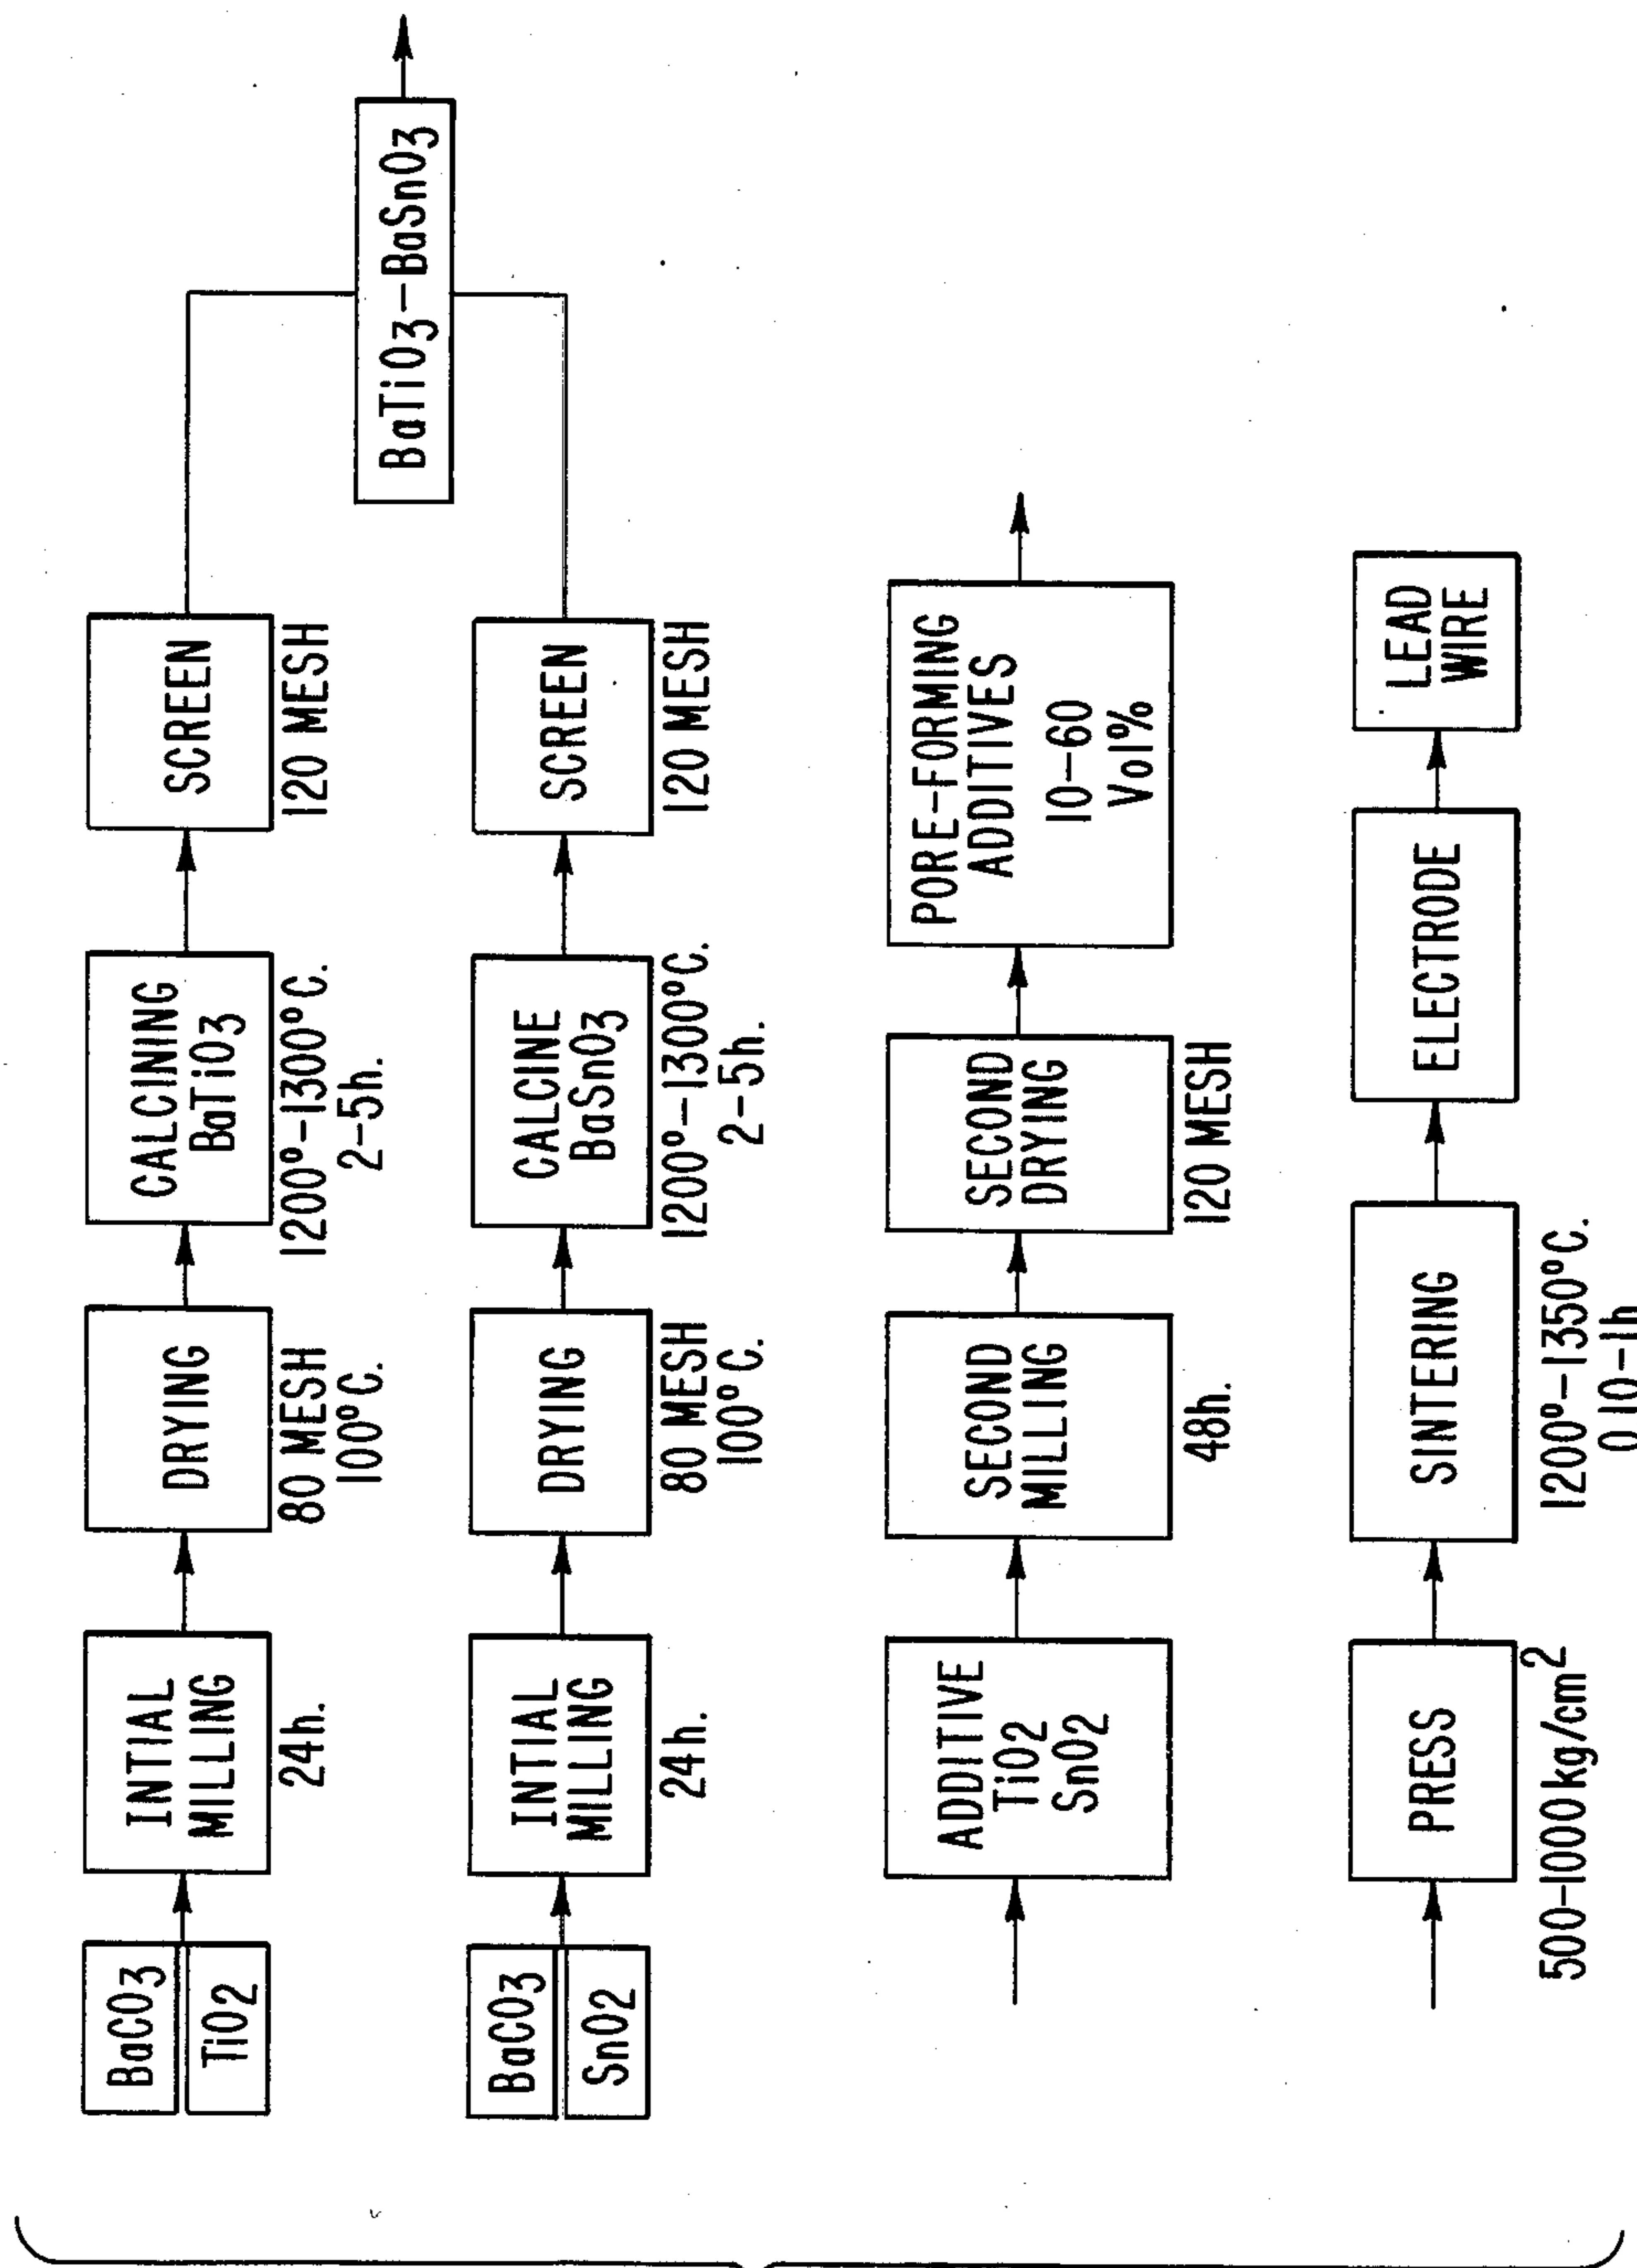 BaCO3
TiO2
INTIAL
MILLING
24h.
DRYING
80 MESH
100°C.
CALCINING
BaTiO3
1200°-1300°C.
2-5h.
SCREEN
120 MESH
BaCO3
SnO2
INTIAL
MILLING
24h.
DRYING
80 MESH
100°C.
CALCINE
BaSnO3
1200°-1300°C.
2-5h.
SCREEN
120 MESH
BaTiO3-BaSnO3
ADDITIVE
TiO2
SnO2
SECOND
MILLING
48h.
SECOND
DRYING
120 MESH
PORE-FORMING
ADDITIVES
10-60
Vol%
PRESS
500-1000kg/cm2
SINTERING
1200°-1350°C.
0.10-1h
ELECTRODE
LEAD
WIRE